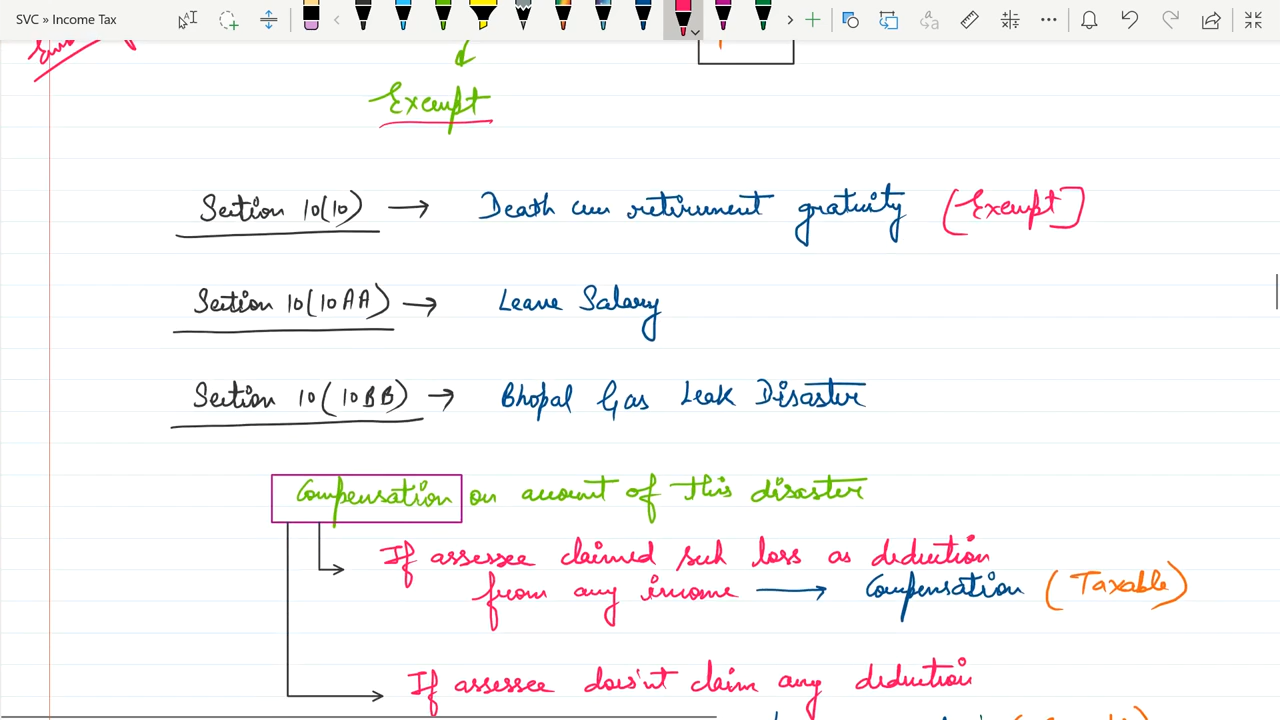 SVC » Income Tax
Exempt
Section 10(10) → Death cum retirement gratuity [Exempt]
Section 10(10AA) → Leave Salary
Section 10(10BB) → Bhopal Gas Leak Disaster
Compensation on account of this disaster
If assessee claimed such loss as deduction
from any income → Compensation (Taxable)
If assessee does'nt claim any deduction